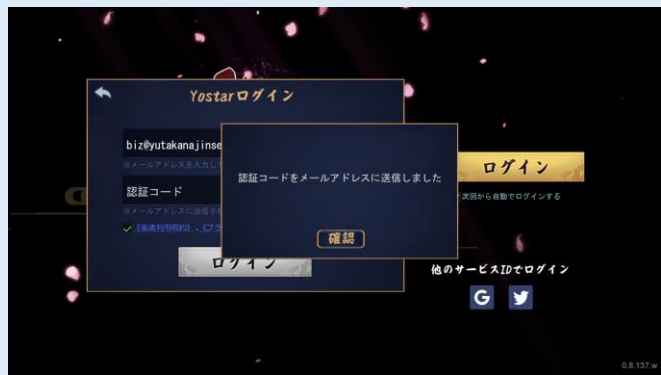 Yostarログイン
biz@yutakanajinse
※メールアドレスを入力して
認証コード
※メールアドレスに送信され
認証コードをメールアドレスに送信しました
確認
ログイン
ログイン
次回から自動でログインする
他のサービスIDでログイン
G
0.8.137.w